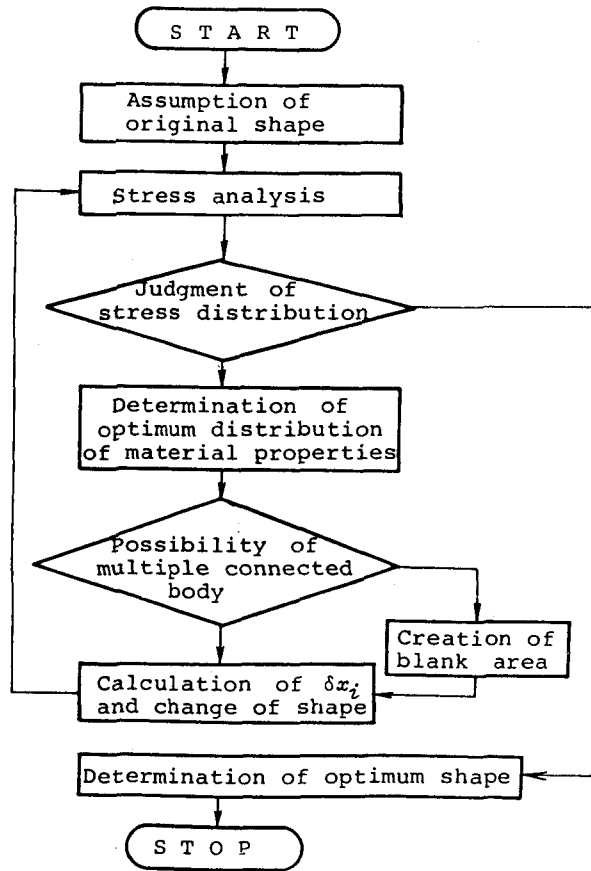 S T A R T
Assumption of
original shape
Stress analysis
Judgment of
stress distribution
Determination of
optimum distribution
of material properties
Possibility of
multiple connected
body
Creation of
blank area
Calculation of δxᵢ
and change of shape
Determination of optimum shape
S T O P